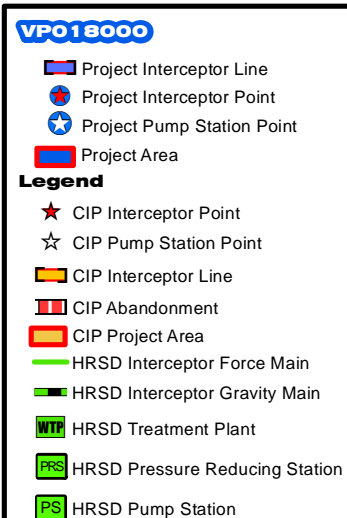 VP018000
Project Interceptor Line
Project Interceptor Point
Project Pump Station Point
Project Area
Legend
CIP Interceptor Point
CIP Pump Station Point
CIP Interceptor Line
CIP Abandonment
CIP Project Area
HRSD Interceptor Force Main
HRSD Interceptor Gravity Main
WTP HRSD Treatment Plant
PRS HRSD Pressure Reducing Station
PS HRSD Pump Station